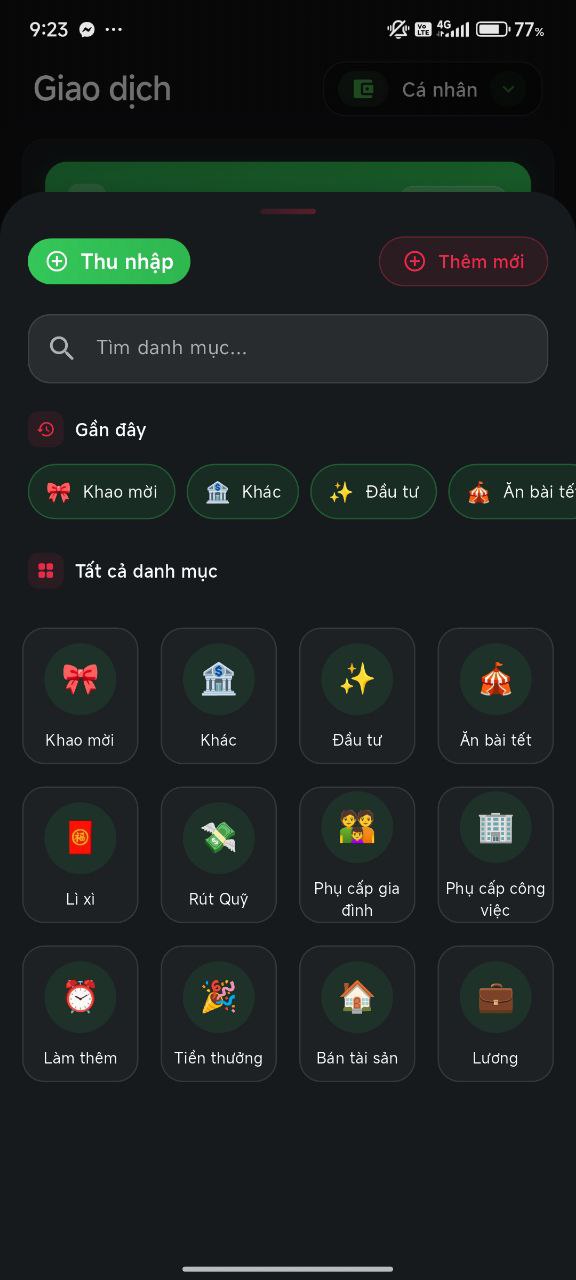 9:23
4G
77%
Giao dịch
Cá nhân
Thu nhập
Thêm mới
Tìm danh mục...
Gần đây
Khao mời
Khác
Đầu tư
Ăn bài tết
Tất cả danh mục
Khao mời
Khác
Đầu tư
Ăn bài tết
Lì xì
Rút Quỹ
Phụ cấp gia
đình
Phụ cấp công
việc
Làm thêm
Tiền thưởng
Bán tài sản
Lương